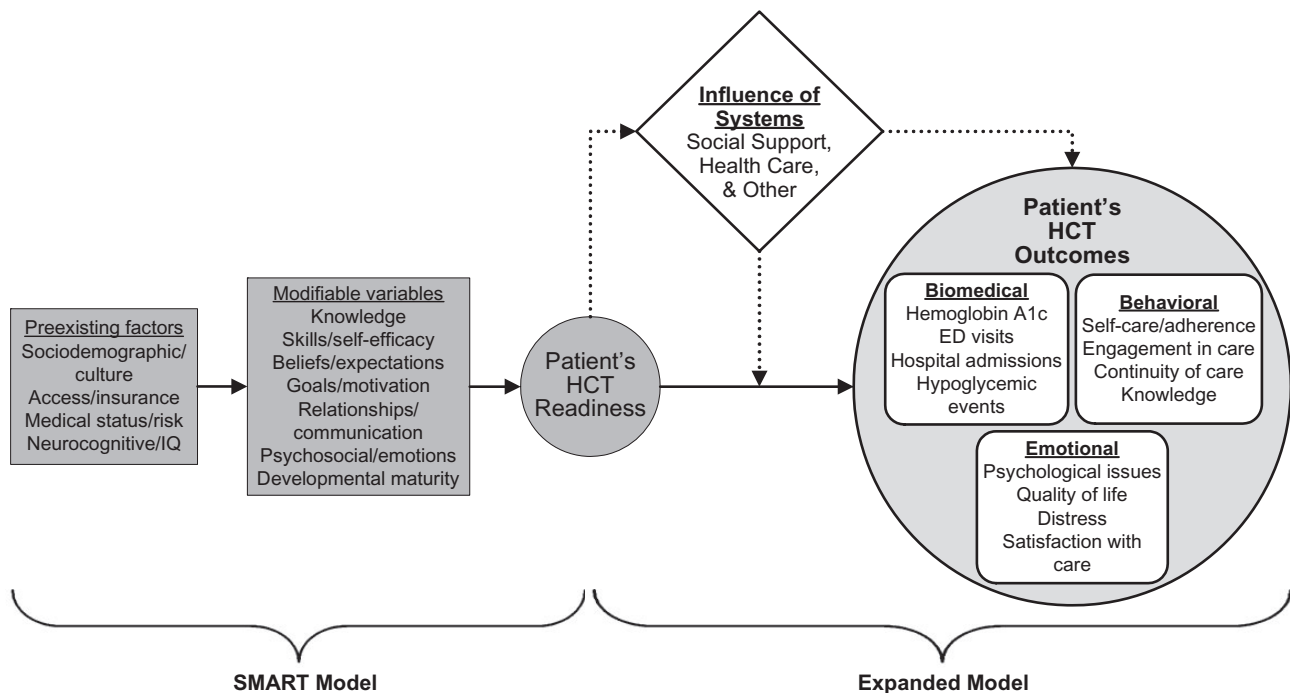 Preexisting factors
Sociodemographic/
culture
Access/insurance
Medical status/risk
Neurocognitive/IQ
Modifiable variables
Knowledge
Skills/self-efficacy
Beliefs/expectations
Goals/motivation
Relationships/
communication
Psychosocial/emotions
Developmental maturity
Patient’s
HCT
Readiness
Influence of
Systems
Social Support,
Health Care,
& Other
Patient’s
HCT
Outcomes
Biomedical
Hemoglobin A1c
ED visits
Hospital admissions
Hypoglycemic
events
Behavioral
Self-care/adherence
Engagement in care
Continuity of care
Knowledge
Emotional
Psychological issues
Quality of life
Distress
Satisfaction with
care
SMART Model
Expanded Model